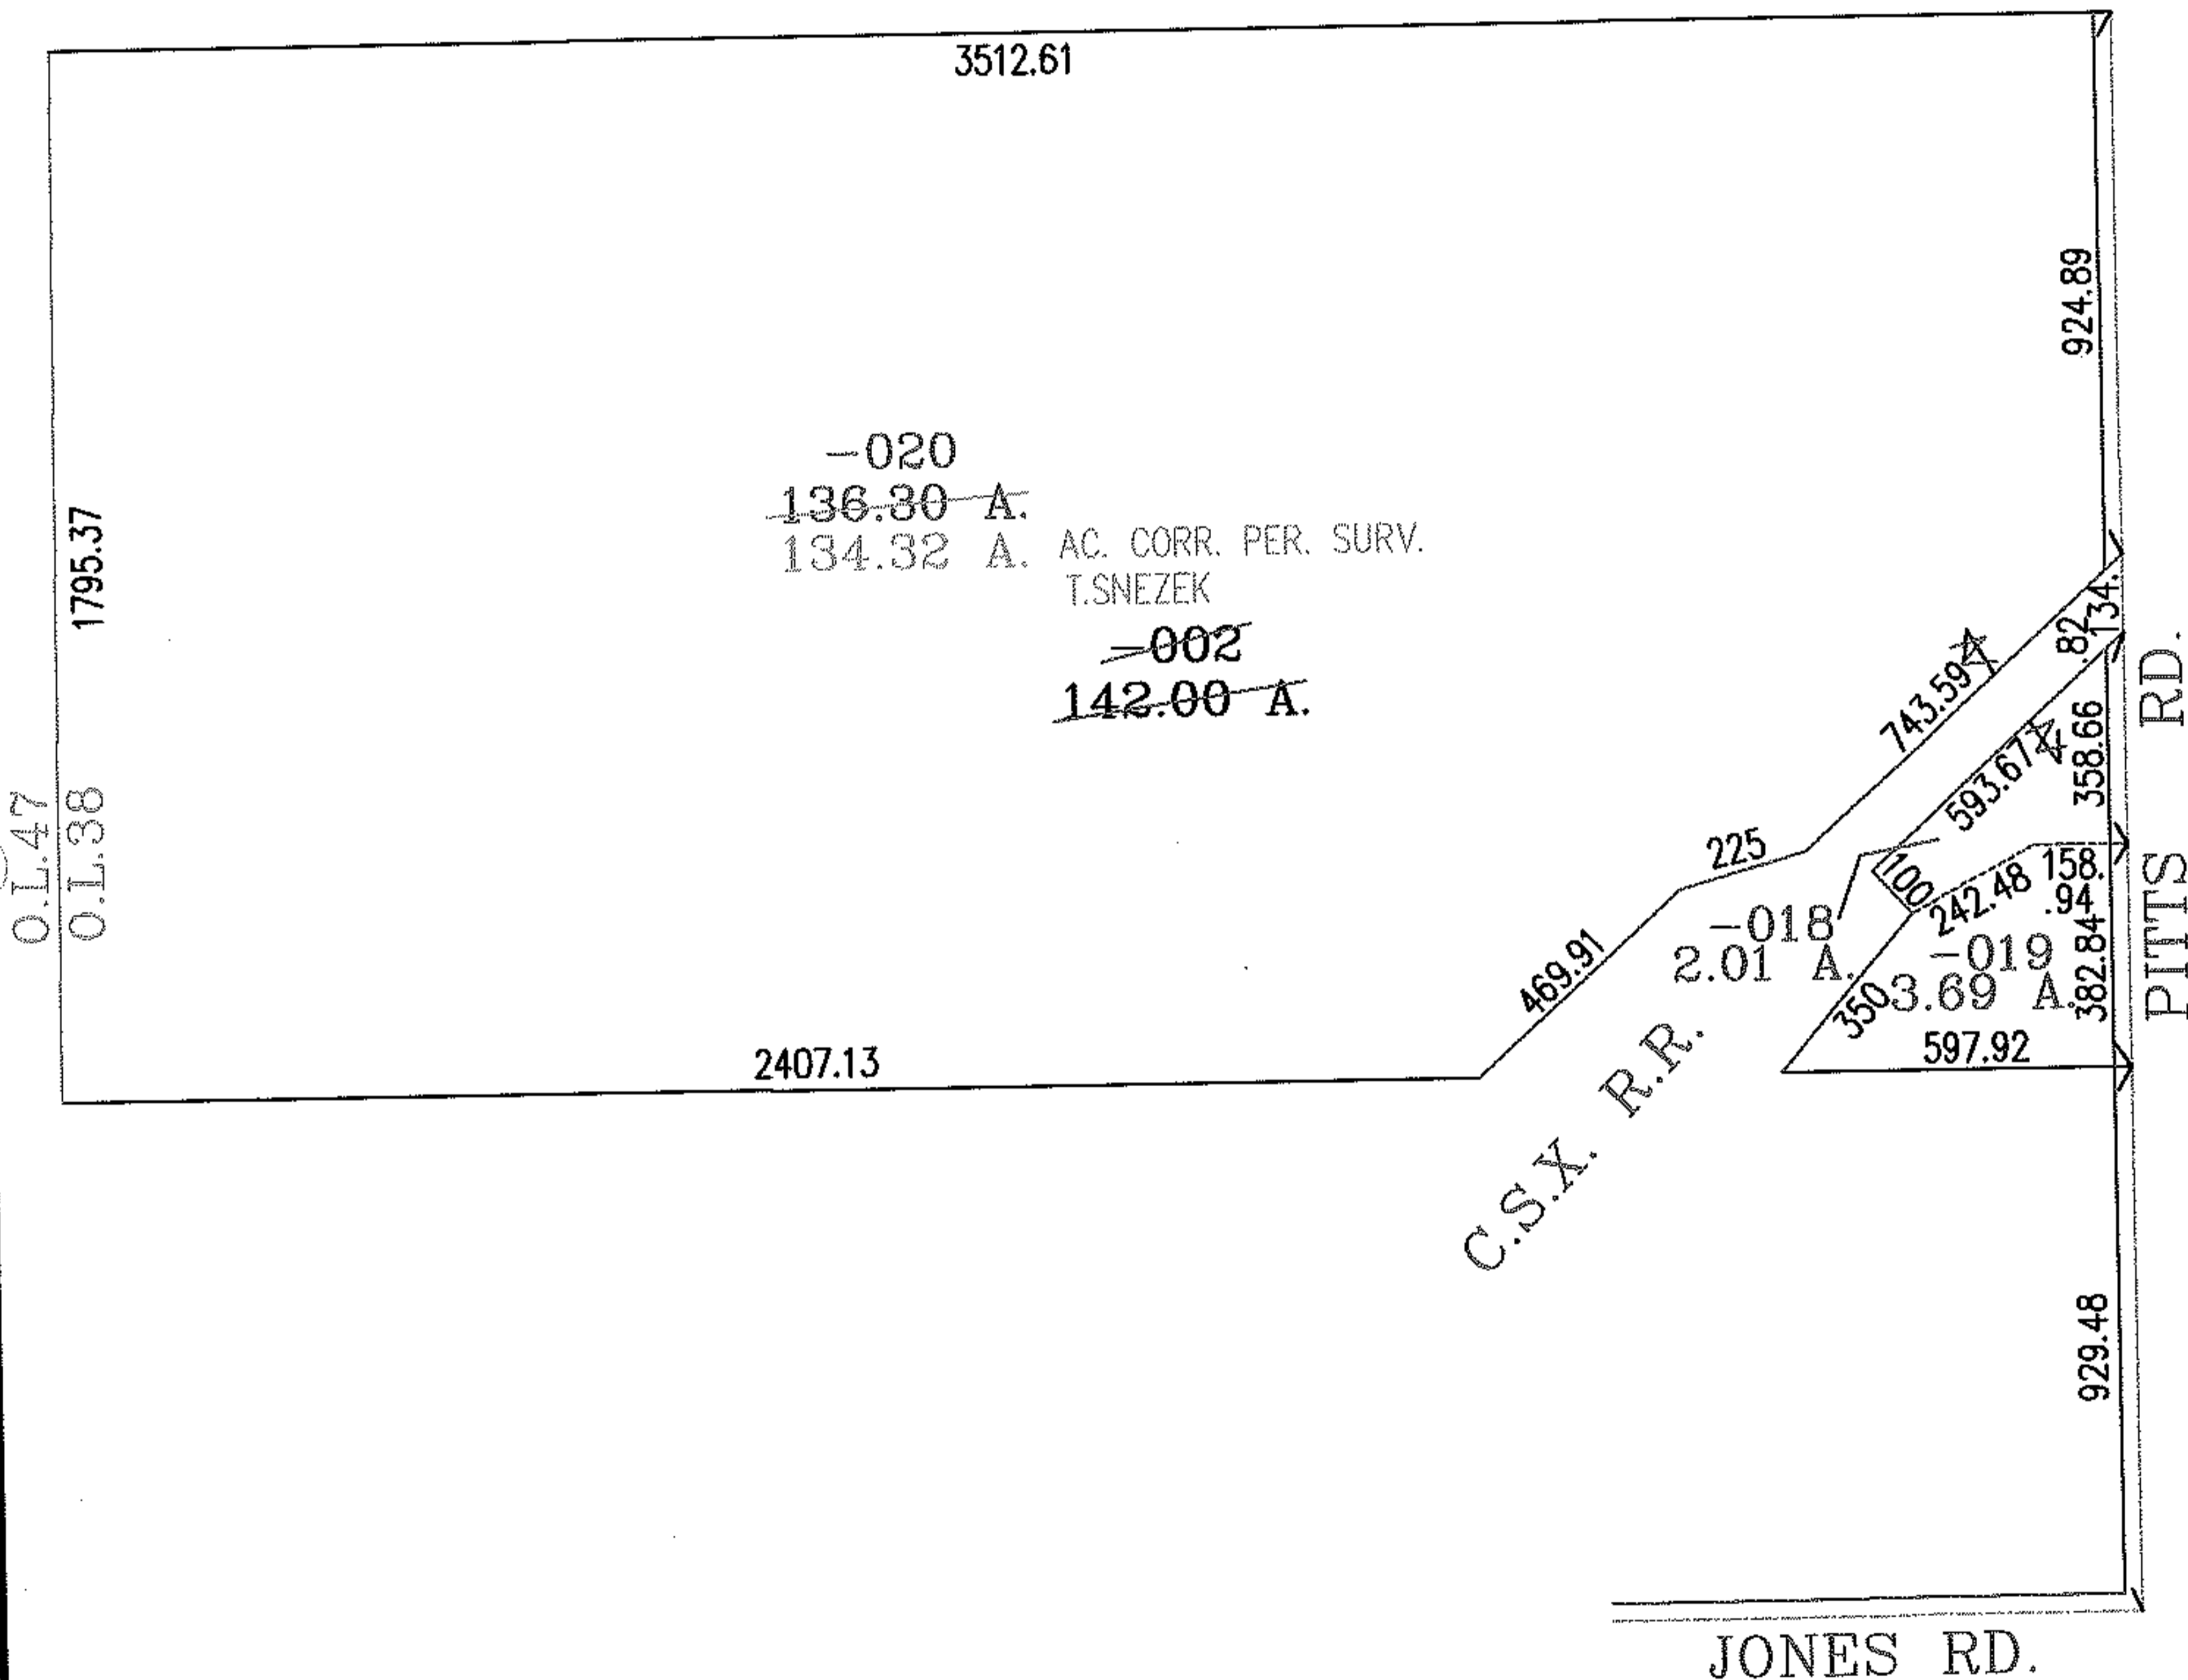 3512.61
924.89
1795.37
-020
136.30 A.
134.32 A. AC. CORR. PER. SURV.
T.SNEZEK
-002
142.00 A.
134.
.82
743.59
593.67
358.66
PITTS RD.
O.L.47
O.L.38
225
100
242.48
158.
.94
-018
2.01 A.
-019
3.69 A.
382.84
469.91
350
597.92
2407.13
C.S.X. R.R.
929.48
JONES RD.